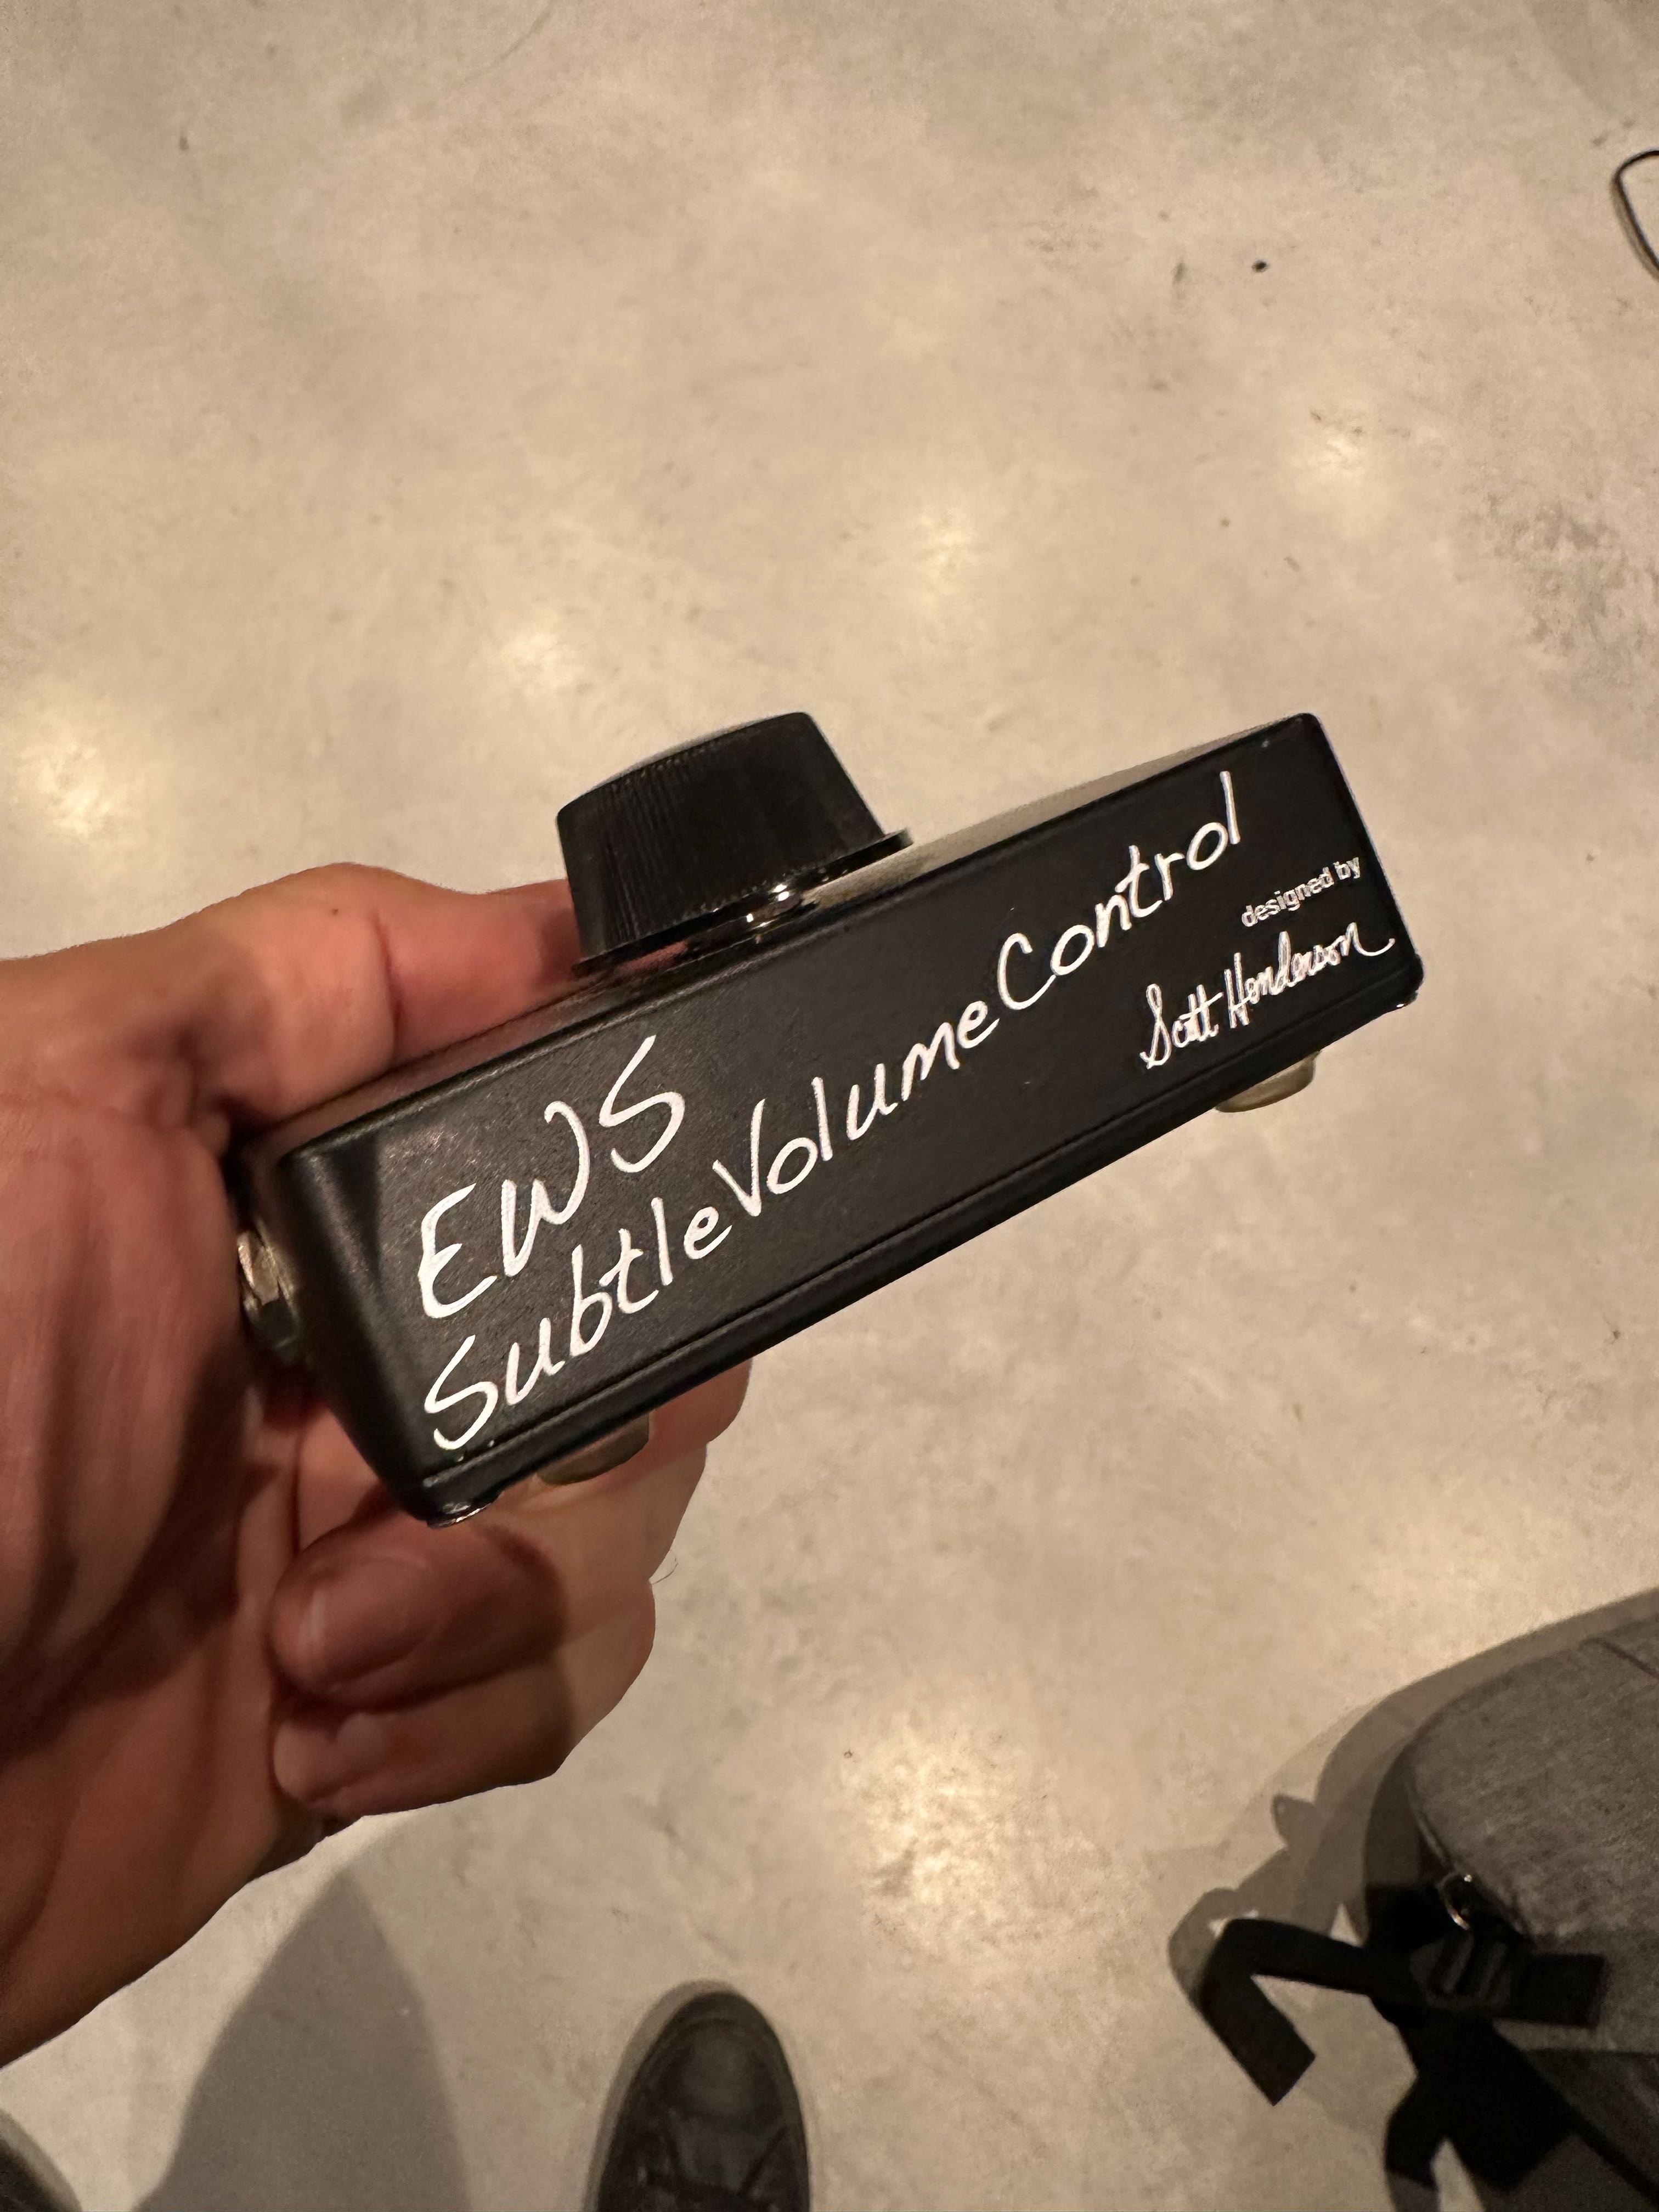 EWS
Subtle Volume Control
designed by
Scott Henderson